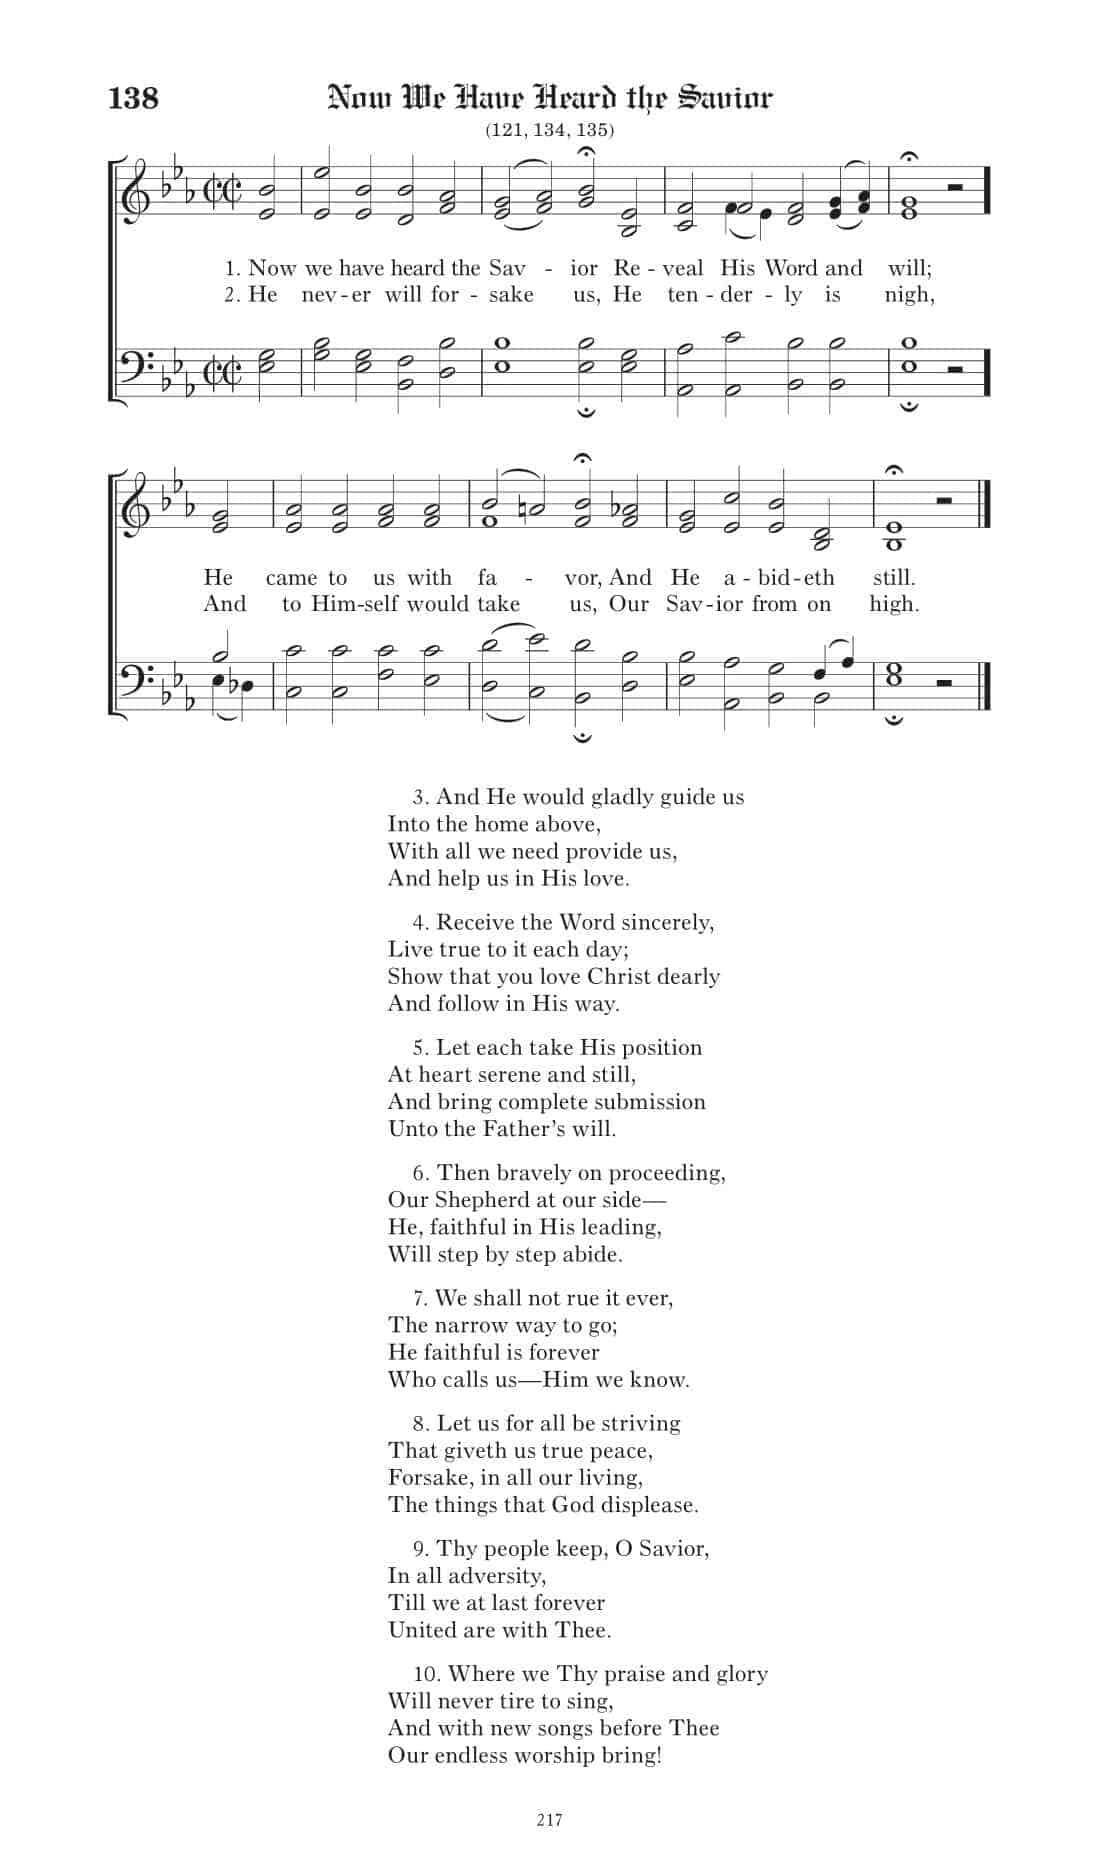 138 Now We Have Heard the Savior
(121, 134, 135)
1. Now we have heard the Sav - ior Re - veal His Word and will;
2. He nev - er will for - sake us, He ten - der - ly is nigh,
He came to us with fa - vor, And He a - bid - eth still.
And to Him - self would take us, Our Sav - ior from on high.
3. And He would gladly guide us
Into the home above,
With all we need provide us,
And help us in His love.
4. Receive the Word sincerely,
Live true to it each day;
Show that you love Christ dearly
And follow in His way.
5. Let each take His position
At heart serene and still,
And bring complete submission
Unto the Father’s will.
6. Then bravely on proceeding,
Our Shepherd at our side—
He, faithful in His leading,
Will step by step abide.
7. We shall not rue it ever,
The narrow way to go;
He faithful is forever
Who calls us—Him we know.
8. Let us for all be striving
That giveth us true peace,
Forsake, in all our living,
The things that God displease.
9. Thy people keep, O Savior,
In all adversity,
Till we at last forever
United are with Thee.
10. Where we Thy praise and glory
Will never tire to sing,
And with new songs before Thee
Our endless worship bring!
217